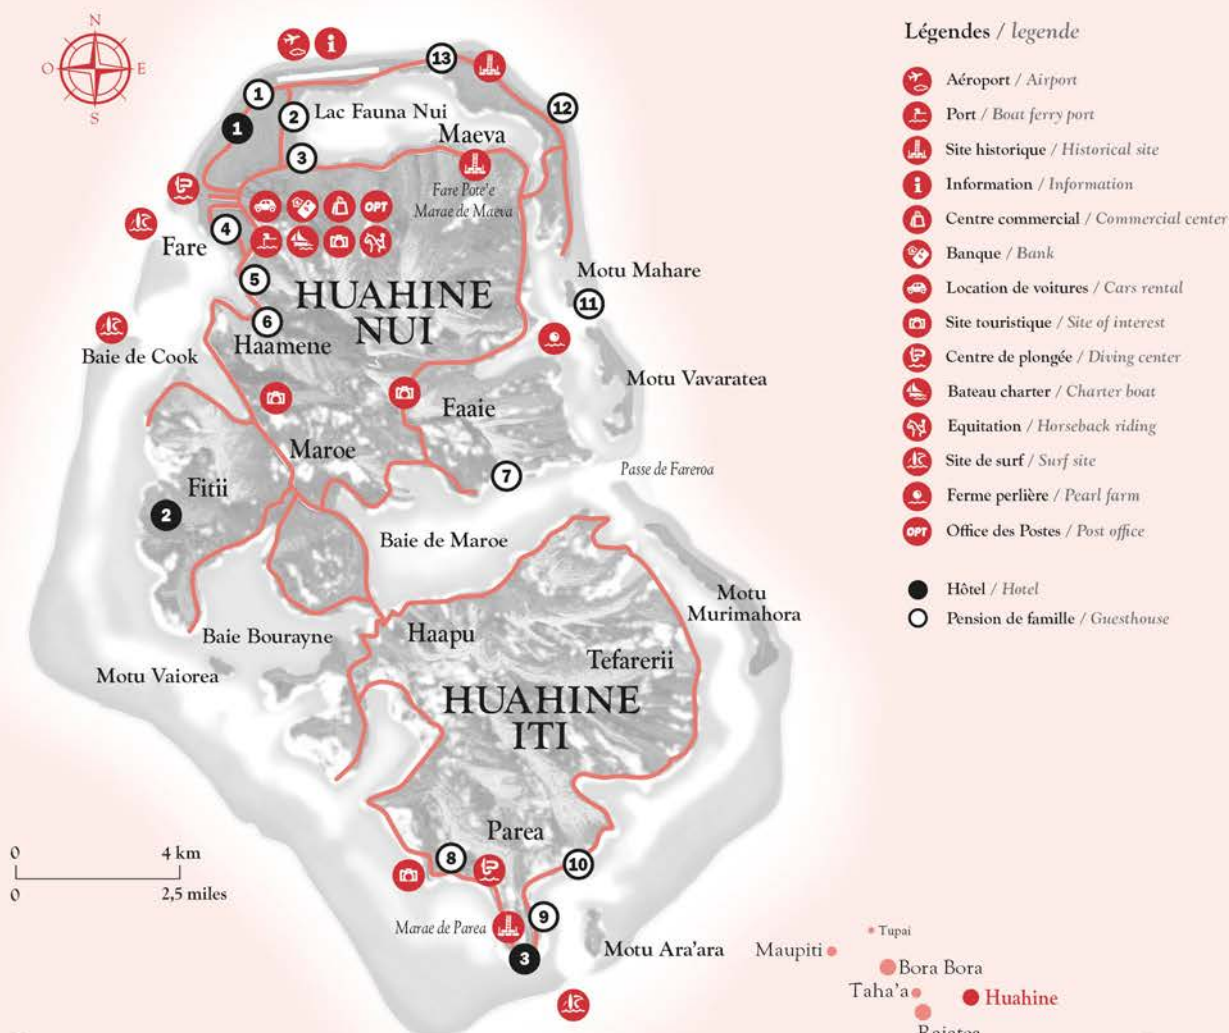 N
O
E
S
1
13
2
Lac Fauna Nui
12
1
Maeva
3
Fare Pote'e
Marae de Maeva
OPT
4
Fare
5
Motu Mahare
HUAHINE
NUI
11
6
Haamene
Baie de Cook
Motu Vavaratea
Faaie
Maroe
Passe de Fareroa
7
Fitii
2
Baie de Maroe
Motu
Murimahora
Baie Bourayne
Haapu
Tefarerii
Motu Vaiorea
HUAHINE
ITI
Parea
8
10
9
Marae de Parea
3
Motu Ara'ara
0 4 km
0 2,5 miles
Légendes / legende
Aéroport / Airport
Port / Boat ferry port
Site historique / Historical site
i Information / Information
Centre commercial / Commercial center
Banque / Bank
Location de voitures / Cars rental
Site touristique / Site of interest
Centre de plongée / Diving center
Bateau charter / Charter boat
Equitation / Horseback riding
Site de surf / Surf site
Ferme perlière / Pearl farm
OPT Office des Postes / Post office
Hôtel / Hotel
Pension de famille / Guesthouse
Tupai
Maupiti
Bora Bora
Taha'a
Huahine